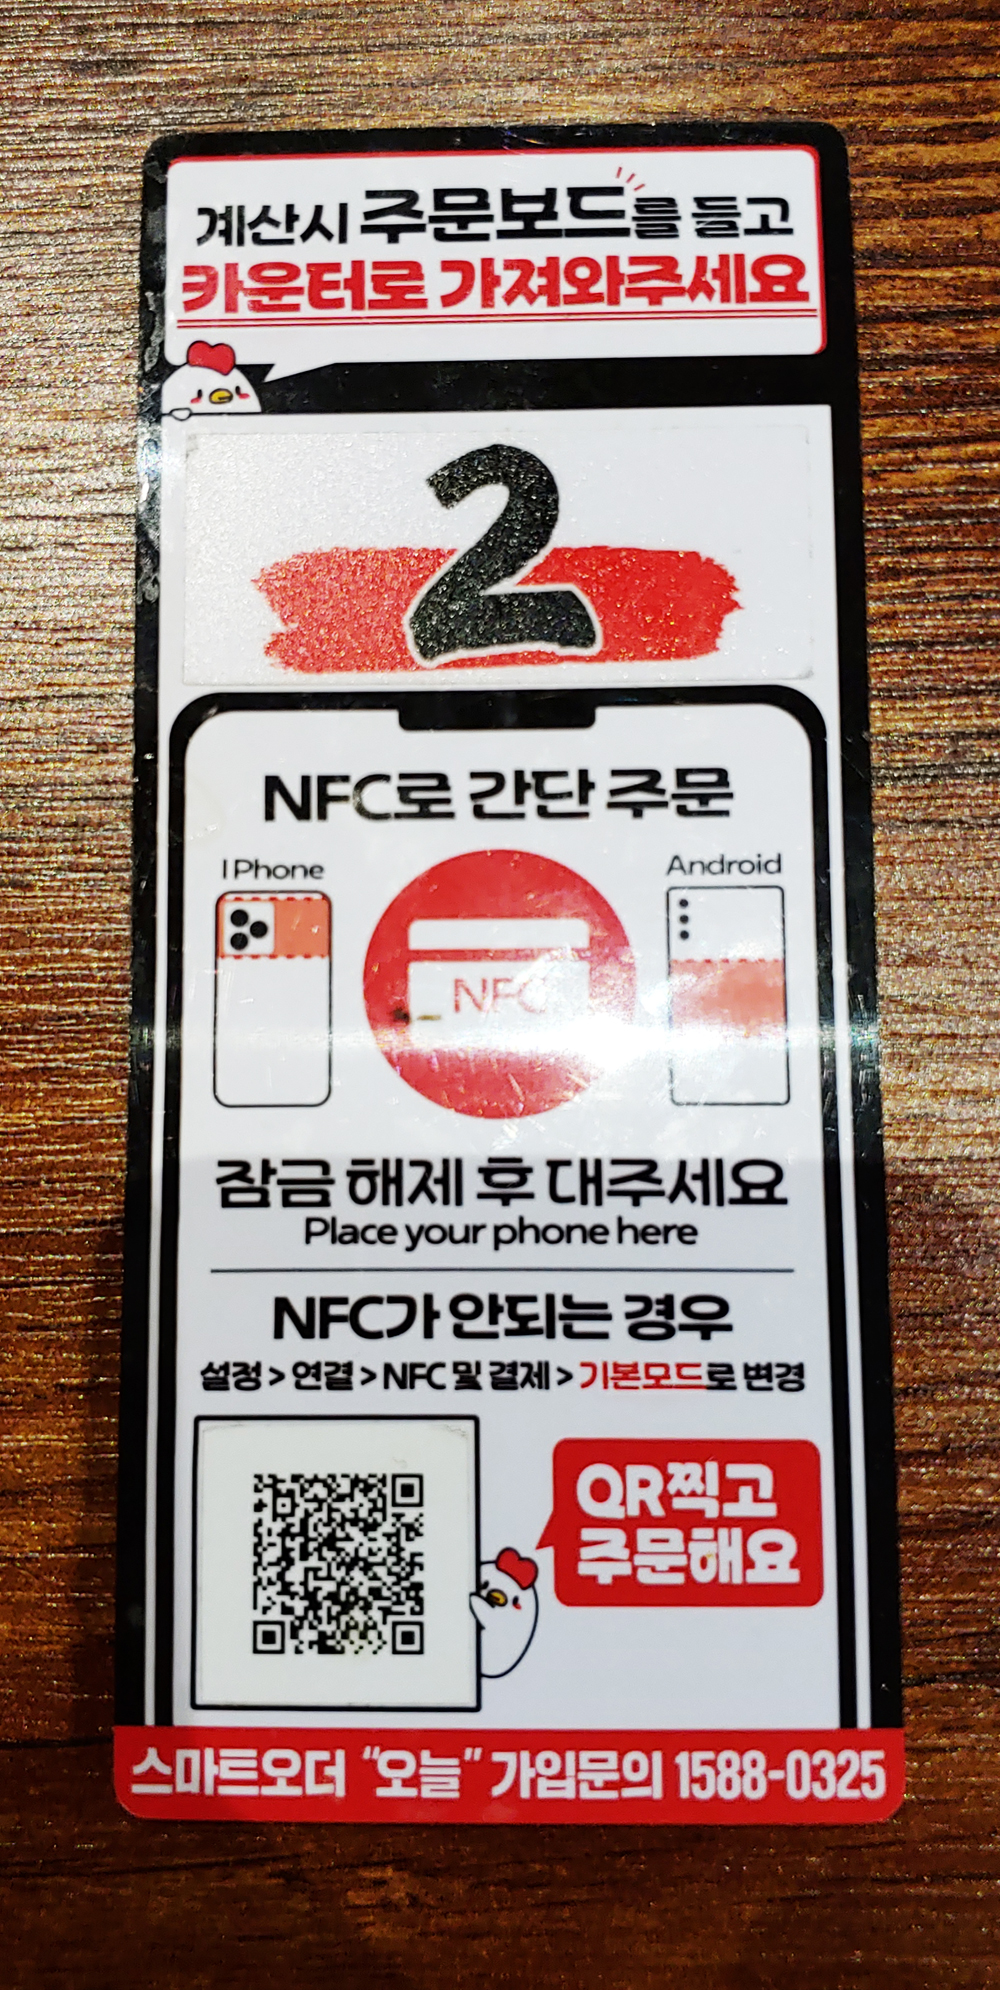 계산시 주문보드를 들고
카운터로 가져와주세요
2
NFC로 간단 주문
I Phone
Android
NFC
잠금 해제 후 대주세요
Place your phone here
NFC가 안되는 경우
설정 > 연결 > NFC 및 결제 > 기본모드로 변경
QR찍고
주문해요
스마트오더 “오늘” 가입문의 1588-0325